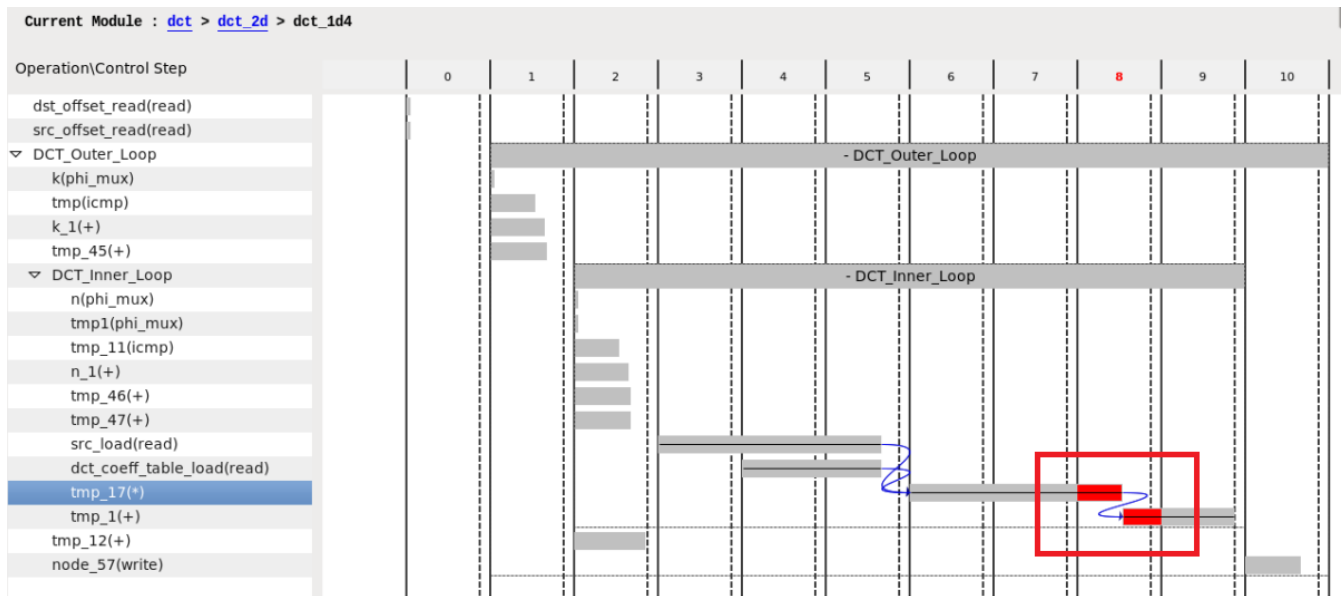 Current Module : dct > dct_2d > dct_1d4
Operation\Control Step 0 1 2 3 4 5 6 7 8 9 10
dst_offset_read(read)
src_offset_read(read)
DCT_Outer_Loop - DCT_Outer_Loop
k(phi_mux)
tmp(icmp)
k_1(+)
tmp_45(+)
DCT_Inner_Loop - DCT_Inner_Loop
n(phi_mux)
tmp1(phi_mux)
tmp_11(icmp)
n_1(+)
tmp_46(+)
tmp_47(+)
src_load(read)
dct_coeff_table_load(read)
tmp_17(*)
tmp_1(+)
tmp_12(+)
node_57(write)